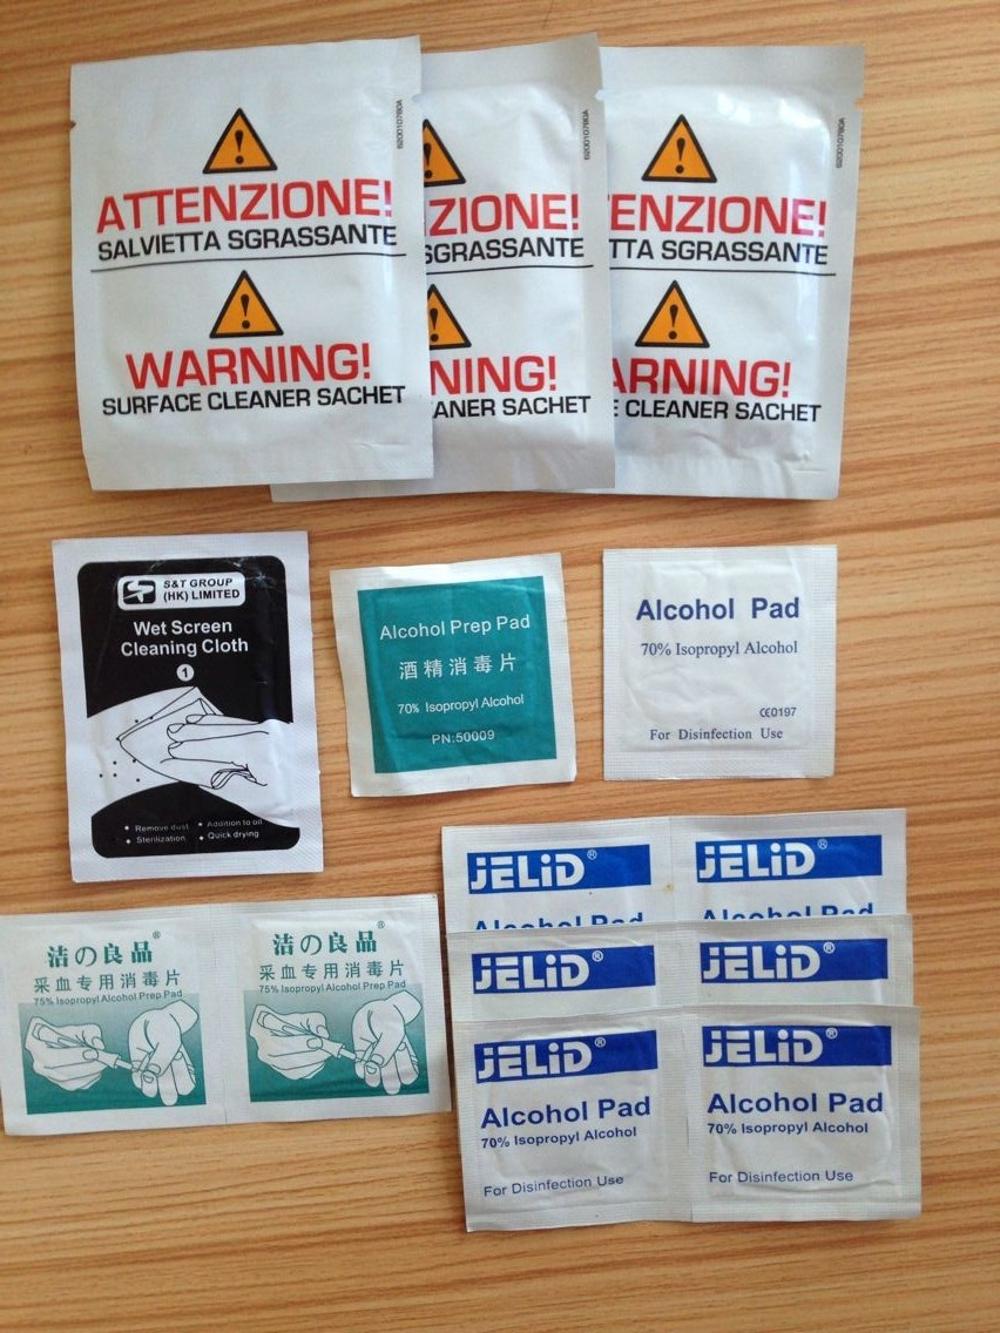 ATTENZIONE!
SALVIETTA SGRASSANTE
WARNING!
SURFACE CLEANER SACHET
ZIONE!
SGRASSANTE
NING!
ANER SACHET
ENZIONE!
TTA SGRASSANTE
ARNING!
CLEANER SACHET
S&T GROUP
(HK) LIMITED
Wet Screen
Cleaning Cloth
1
• Remove dust • Addition to oil
• Sterilization • Quick drying
Alcohol Prep Pad
酒精消毒片
70% Isopropyl Alcohol
PN:50009
Alcohol Pad
70% Isopropyl Alcohol
CE0197
For Disinfection Use
洁の良品®
采血专用消毒片
75% Isopropyl Alcohol Prep Pad
洁の良品®
采血专用消毒片
75% Isopropyl Alcohol Prep Pad
JELiD® JELiD®
Alcohol Pad Alcohol Pad
JELiD® JELiD®
JELiD® JELiD®
Alcohol Pad Alcohol Pad
70% Isopropyl Alcohol 70% Isopropyl Alcohol
For Disinfection Use For Disinfection Use